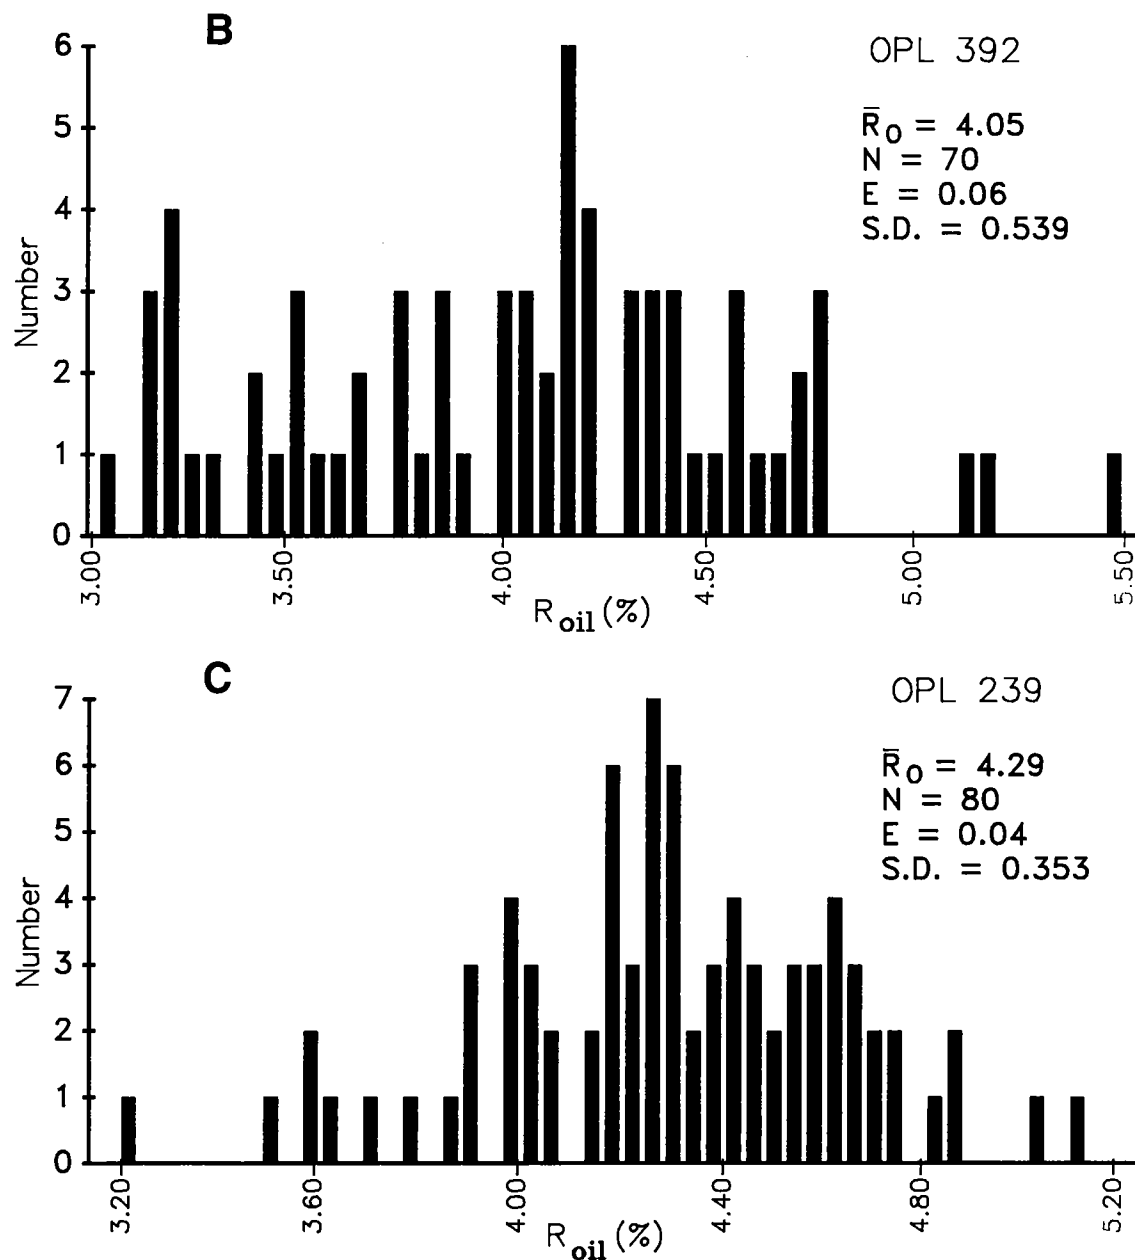 B
OPL 392
R̄o = 4.05
N = 70
E = 0.06
S.D. = 0.539
Number
6
5
4
3
2
1
0
3.00
3.50
4.00
4.50
5.00
5.50
Roil (%)
C
OPL 239
R̄o = 4.29
N = 80
E = 0.04
S.D. = 0.353
Number
7
6
5
4
3
2
1
0
3.20
3.60
4.00
4.40
4.80
5.20
Roil (%)